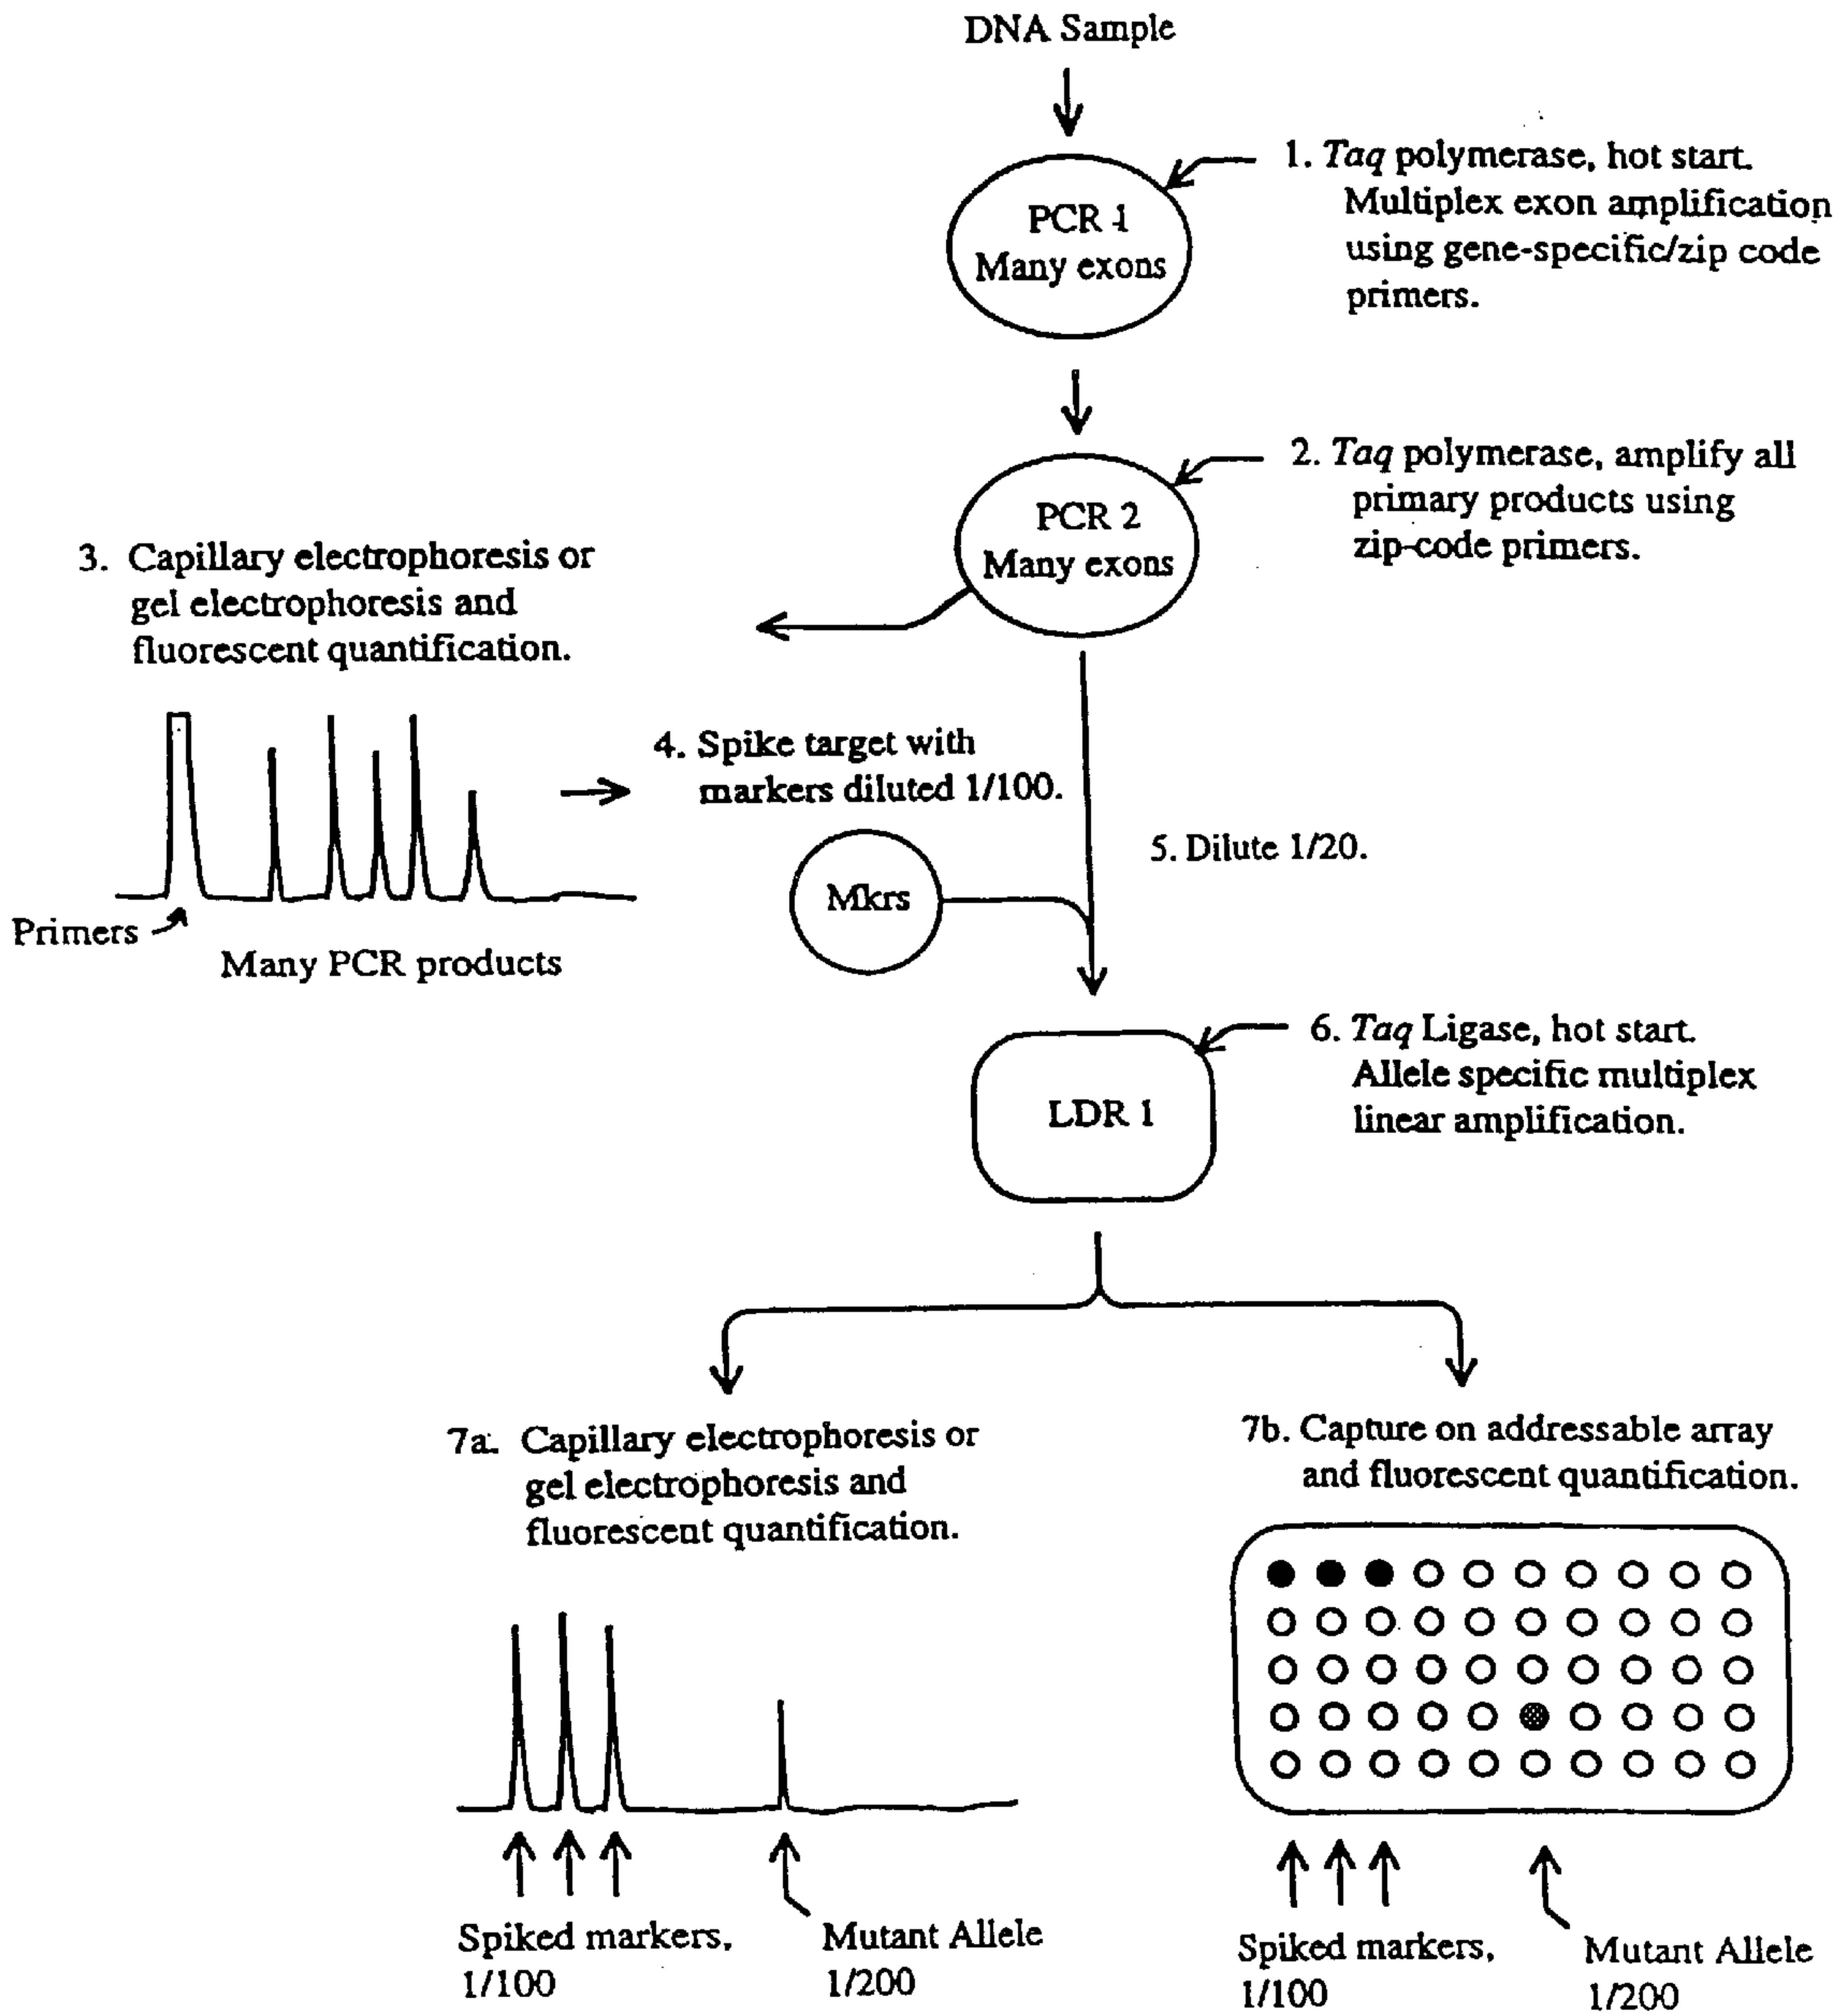 DNA Sample
1. Taq polymerase, hot start.
Multiplex exon amplification
using gene-specific/zip code
primers.
PCR 1
Many exons
2. Taq polymerase, amplify all
primary products using
zip-code primers.
PCR 2
Many exons
3. Capillary electrophoresis or
gel electrophoresis and
fluorescent quantification.
Primers
Many PCR products
4. Spike target with
markers diluted 1/100.
Mkrs
5. Dilute 1/20.
6. Taq Ligase, hot start.
Allele specific multiplex
linear amplification.
LDR 1
7a. Capillary electrophoresis or
gel electrophoresis and
fluorescent quantification.
Spiked markers,
1/100
Mutant Allele
1/200
7b. Capture on addressable array
and fluorescent quantification.
Spiked markers,
1/100
Mutant Allele
1/200